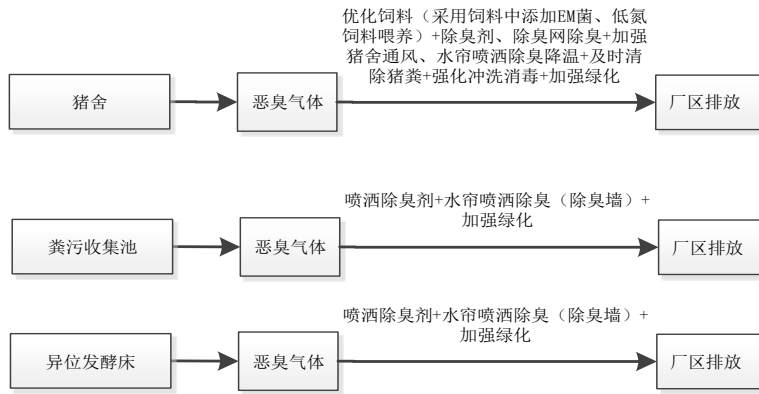 优化饲料（采用饲料中添加EM菌、低氮
饲料喂养）+除臭剂、除臭网除臭+加强
猪舍通风、水帘喷洒除臭降温+及时清
除猪粪+强化冲洗消毒+加强绿化
猪舍
恶臭气体
厂区排放
喷洒除臭剂+水帘喷洒除臭（除臭墙）+
加强绿化
粪污收集池
恶臭气体
厂区排放
喷洒除臭剂+水帘喷洒除臭（除臭墙）+
加强绿化
异位发酵床
恶臭气体
厂区排放